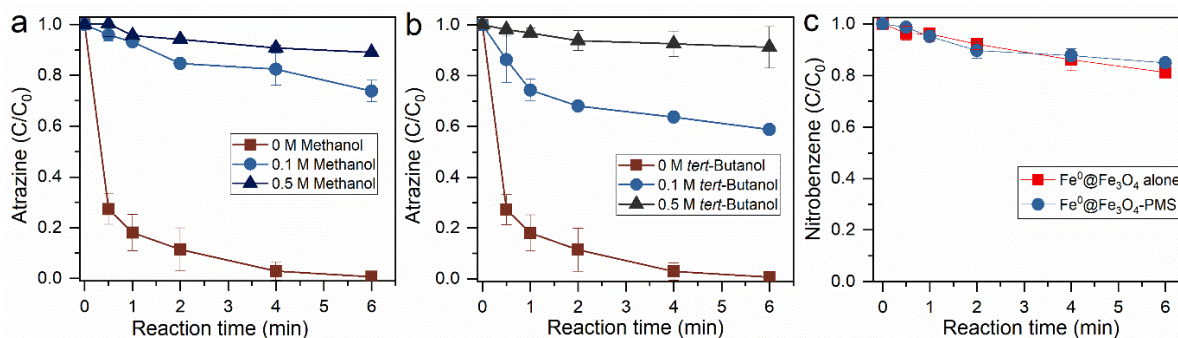 a
Atrazine (C/C₀)
1.0
0.8
0.6
0.4
0.2
0.0
0 M Methanol
0.1 M Methanol
0.5 M Methanol
0 1 2 3 4 5 6
Reaction time (min)
b
Atrazine (C/C₀)
1.0
0.8
0.6
0.4
0.2
0.0
0 M tert-Butanol
0.1 M tert-Butanol
0.5 M tert-Butanol
0 1 2 3 4 5 6
Reaction time (min)
c
Nitrobenzene (C/C₀)
1.0
0.8
0.6
0.4
0.2
0.0
Fe⁰@Fe₃O₄ alone
Fe⁰@Fe₃O₄-PMS
0 1 2 3 4 5 6
Reaction time (min)